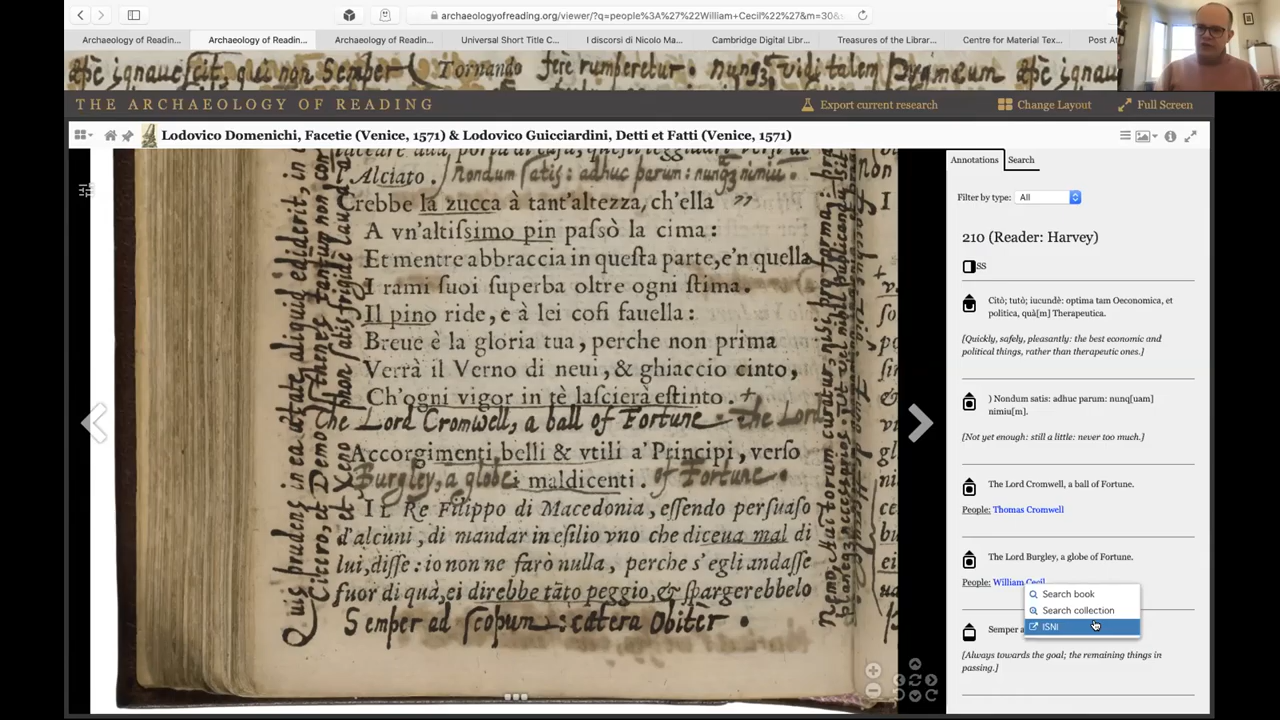 archaeologyofreading.org/viewer/?q=people%3A%27%22William+Cecil%22%27&m=30&s
Archaeology of Readin...
Archaeology of Readin...
Archaeology of Readin...
Universal Short Title C...
I discorsi di Nicolo Ma...
Cambridge Digital Libr...
Treasures of the Librar...
Centre for Material Tex...
Post At
THE ARCHAEOLOGY OF READING
Export current research
Change Layout
Full Screen
Lodovico Domenichi, Facetie (Venice, 1571) & Lodovico Guicciardini, Detti et Fatti (Venice, 1571)
l'Alciato. ) Nondum satis: adhuc parum: nunq nimiu.
Crebbe la zucca à tant'altezza, ch'ella "
A vn'altissimo pin passò la cima:
Et mentre abbraccia in questa parte, e'n quella
I rami suoi superba oltre ogni stima.
Il pino ride, e à lei cosi fauella:
Breue è la gloria tua, perche non prima
Verrà il Verno di neui, & ghiaccio cinto,
Ch'ogni vigor in tè lascierà estinto. +
The Lord Cromwell, a ball of Fortune - the Lord
Accorgimenti belli & vtili a' Principi, verso
Burgley, a globe i maldicenti. of Fortune.
IL Re Filippo di Macedonia, essendo persuaso
d'alcuni, di mandar in esilio vno che diceua mal di
lui, disse: io non ne farò nulla, perche s'egli andasse
fuor di quà, ei direbbe tāto peggio, & spargerebbelo
Semper ad scopum: cætera Obitèr.
Annotations
Search
Filter by type: All
210 (Reader: Harvey)
SS
Citò; tutò; iucundè: optima tam Oeconomica, et
politica, quà[m] Therapeutica.
[Quickly, safely, pleasantly: the best economic and
political things, rather than therapeutic ones.]
) Nondum satis: adhuc parum: nunq[uam]
nimiu[m].
[Not yet enough: still a little: never too much.]
The Lord Cromwell, a ball of Fortune.
People: Thomas Cromwell
The Lord Burgley, a globe of Fortune.
People: William Cecil
Search book
Search collection
ISNI
Semper a
[Always towards the goal; the remaining things in
passing.]